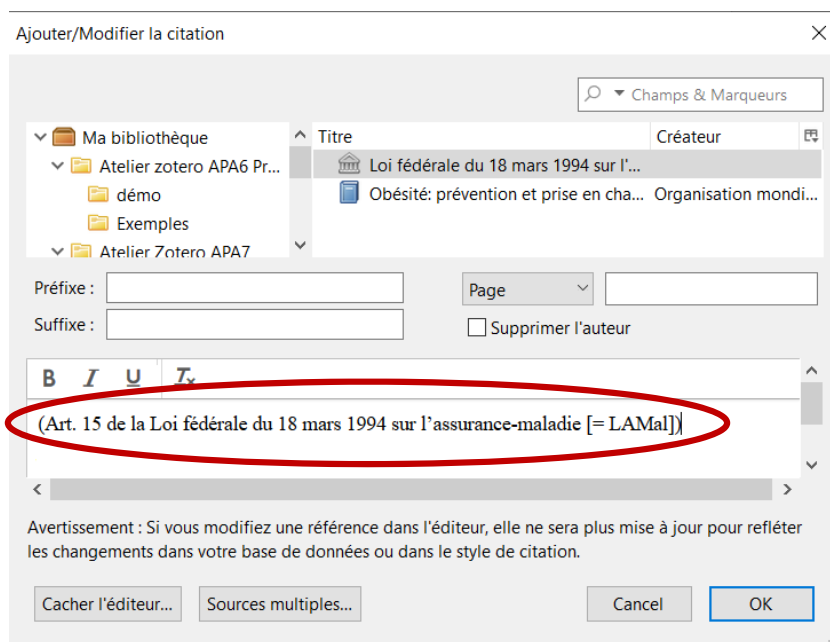 Ajouter/Modifier la citation
Champs & Marqueurs
Ma bibliothèque
Titre
Créateur
Atelier zotero APA6 Pr...
Loi fédérale du 18 mars 1994 sur l'...
démo
Obésité: prévention et prise en cha...
Organisation mondi...
Exemples
Atelier Zotero APA7
Préfixe :
Page
Suffixe :
Supprimer l'auteur
B I U Tx
(Art. 15 de la Loi fédérale du 18 mars 1994 sur l’assurance-maladie [= LAMal])
Avertissement : Si vous modifiez une référence dans l'éditeur, elle ne sera plus mise à jour pour refléter
les changements dans votre base de données ou dans le style de citation.
Cacher l'éditeur...
Sources multiples...
Cancel
OK